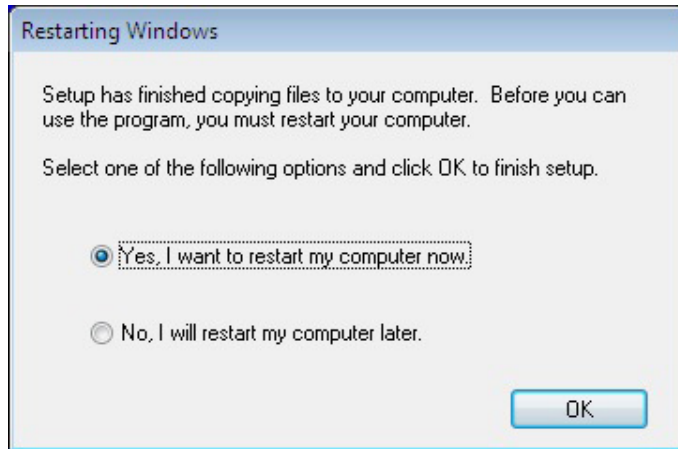 Restarting Windows
Setup has finished copying files to your computer.  Before you can
use the program, you must restart your computer.
Select one of the following options and click OK to finish setup.
Yes, I want to restart my computer now.
No, I will restart my computer later.
OK